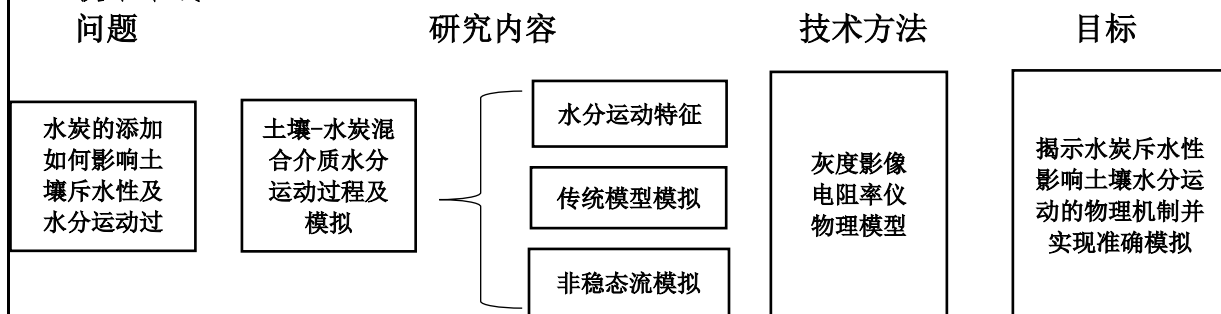 问题
研究内容
技术方法
目标
水炭的添加
如何影响土
壤斥水性及
水分运动过
土壤-水炭混
合介质水分
运动过程及
模拟
水分运动特征
传统模型模拟
非稳态流模拟
灰度影像
电阻率仪
物理模型
揭示水炭斥水性
影响土壤水分运
动的物理机制并
实现准确模拟